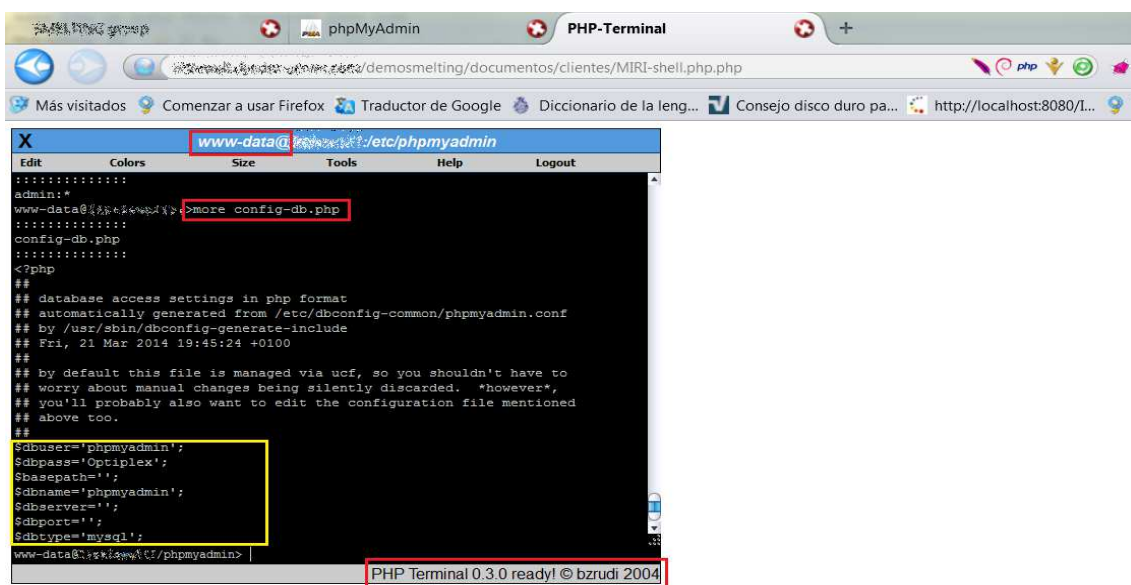 group
phpMyAdmin
PHP-Terminal
+
/demosmelting/documentos/clientes/MIRI-shell.php.php
php
Más visitados
Comenzar a usar Firefox
Traductor de Google
Diccionario de la leng...
Consejo disco duro pa...
http://localhost:8080/I...
X
www-data@ :/etc/phpmyadmin
Edit Colors Size Tools Help Logout
::::::::::::::
admin:*
www-data@ >more config-db.php
::::::::::::::
config-db.php
::::::::::::::
<?php
##
## database access settings in php format
## automatically generated from /etc/dbconfig-common/phpmyadmin.conf
## by /usr/sbin/dbconfig-generate-include
## Fri, 21 Mar 2014 19:45:24 +0100
##
## by default this file is managed via ucf, so you shouldn't have to
## worry about manual changes being silently discarded. *however*,
## you'll probably also want to edit the configuration file mentioned
## above too.
##
$dbuser='phpmyadmin';
$dbpass='Optiplex';
$basepath='';
$dbname='phpmyadmin';
$dbserver='';
$dbport='';
$dbtype='mysql';
www-data@ /phpmyadmin>
PHP Terminal 0.3.0 ready! © bzrudi 2004